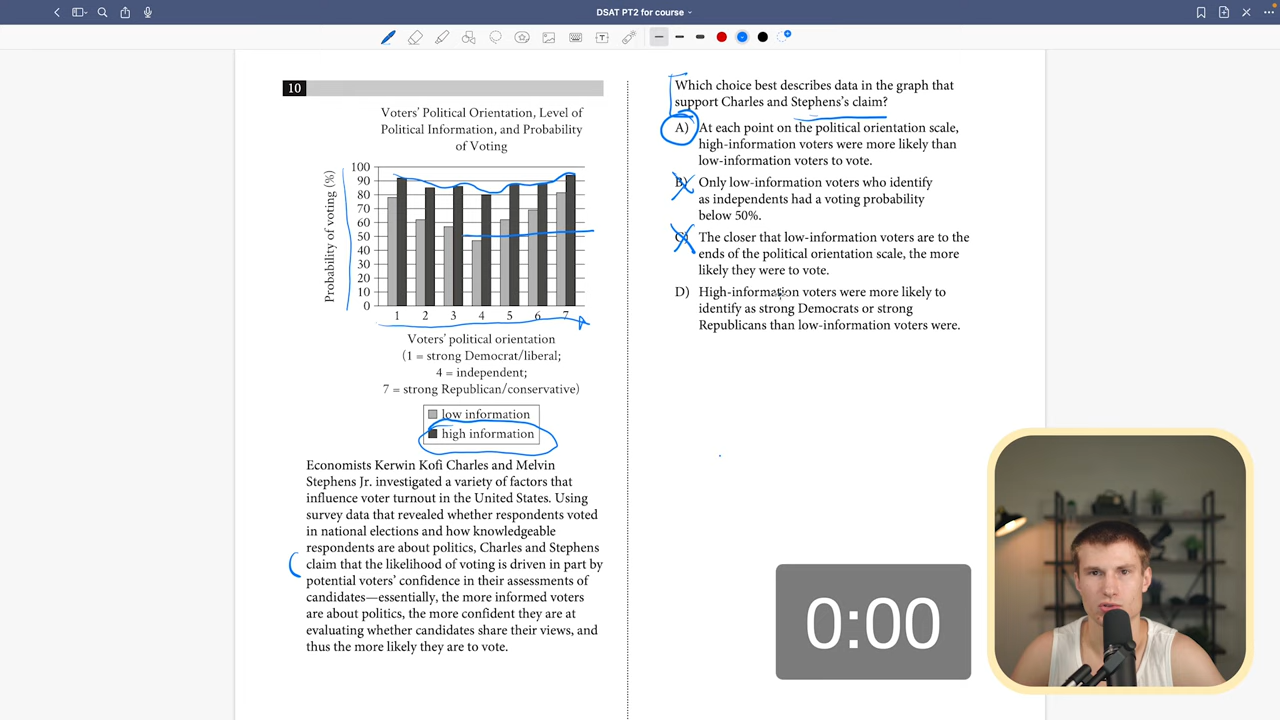 DSAT PT2 for course
10
Voters' Political Orientation, Level of
Political Information, and Probability
of Voting
Probability of voting (%)
100
90
80
70
60
50
40
30
20
10
0
1 2 3 4 5 6 7
Voters' political orientation
(1 = strong Democrat/liberal;
4 = independent;
7 = strong Republican/conservative)
low information
high information
Economists Kerwin Kofi Charles and Melvin
Stephens Jr. investigated a variety of factors that
influence voter turnout in the United States. Using
survey data that revealed whether respondents voted
in national elections and how knowledgeable
respondents are about politics, Charles and Stephens
claim that the likelihood of voting is driven in part by
potential voters' confidence in their assessments of
candidates—essentially, the more informed voters
are about politics, the more confident they are at
evaluating whether candidates share their views, and
thus the more likely they are to vote.
Which choice best describes data in the graph that
support Charles and Stephens's claim?
A) At each point on the political orientation scale,
high-information voters were more likely than
low-information voters to vote.
B) Only low-information voters who identify
as independents had a voting probability
below 50%.
C) The closer that low-information voters are to the
ends of the political orientation scale, the more
likely they were to vote.
D) High-information voters were more likely to
identify as strong Democrats or strong
Republicans than low-information voters were.
0:00